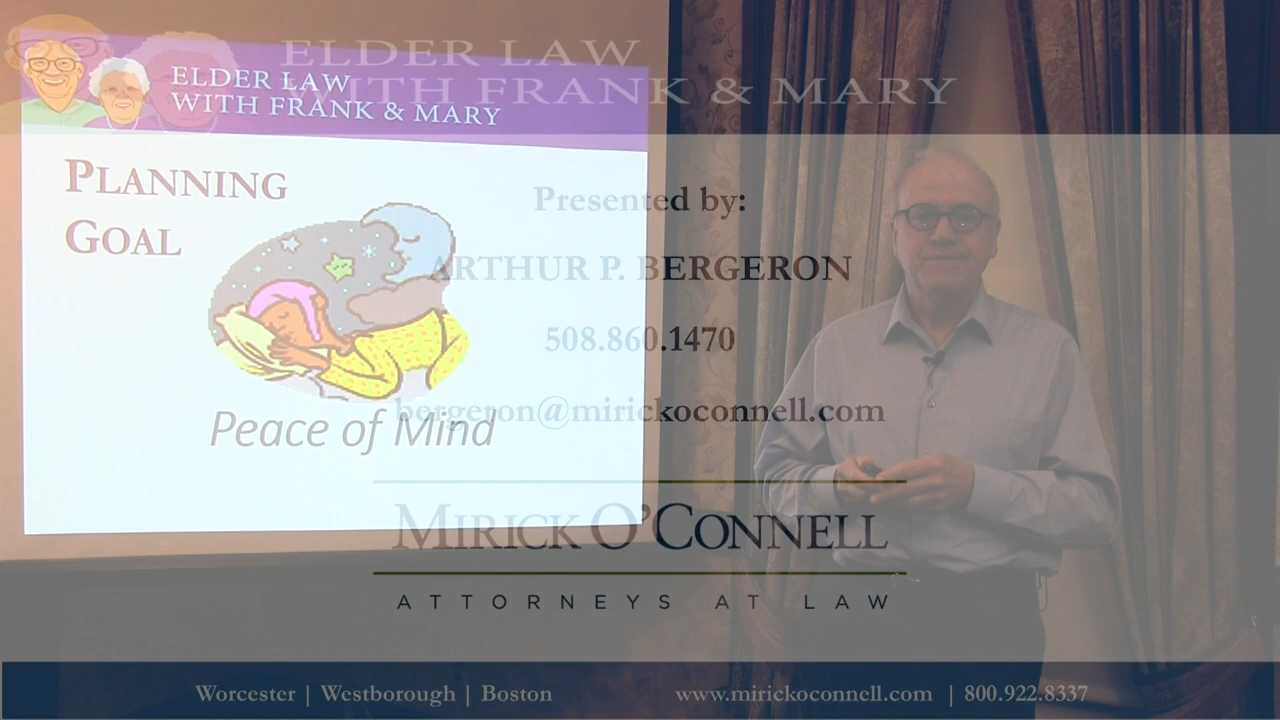 ELDER LAW
WITH FRANK & MARY
ELDER LAW
WITH FRANK & MARY
PLANNING
GOAL
Peace of Mind
Presented by:
ARTHUR P. BERGERON
508.860.1470
bergeron@mirickoconnell.com
MIRICK O'CONNELL
ATTORNEYS AT LAW
Worcester | Westborough | Boston
www.mirickoconnell.com | 800.922.8337